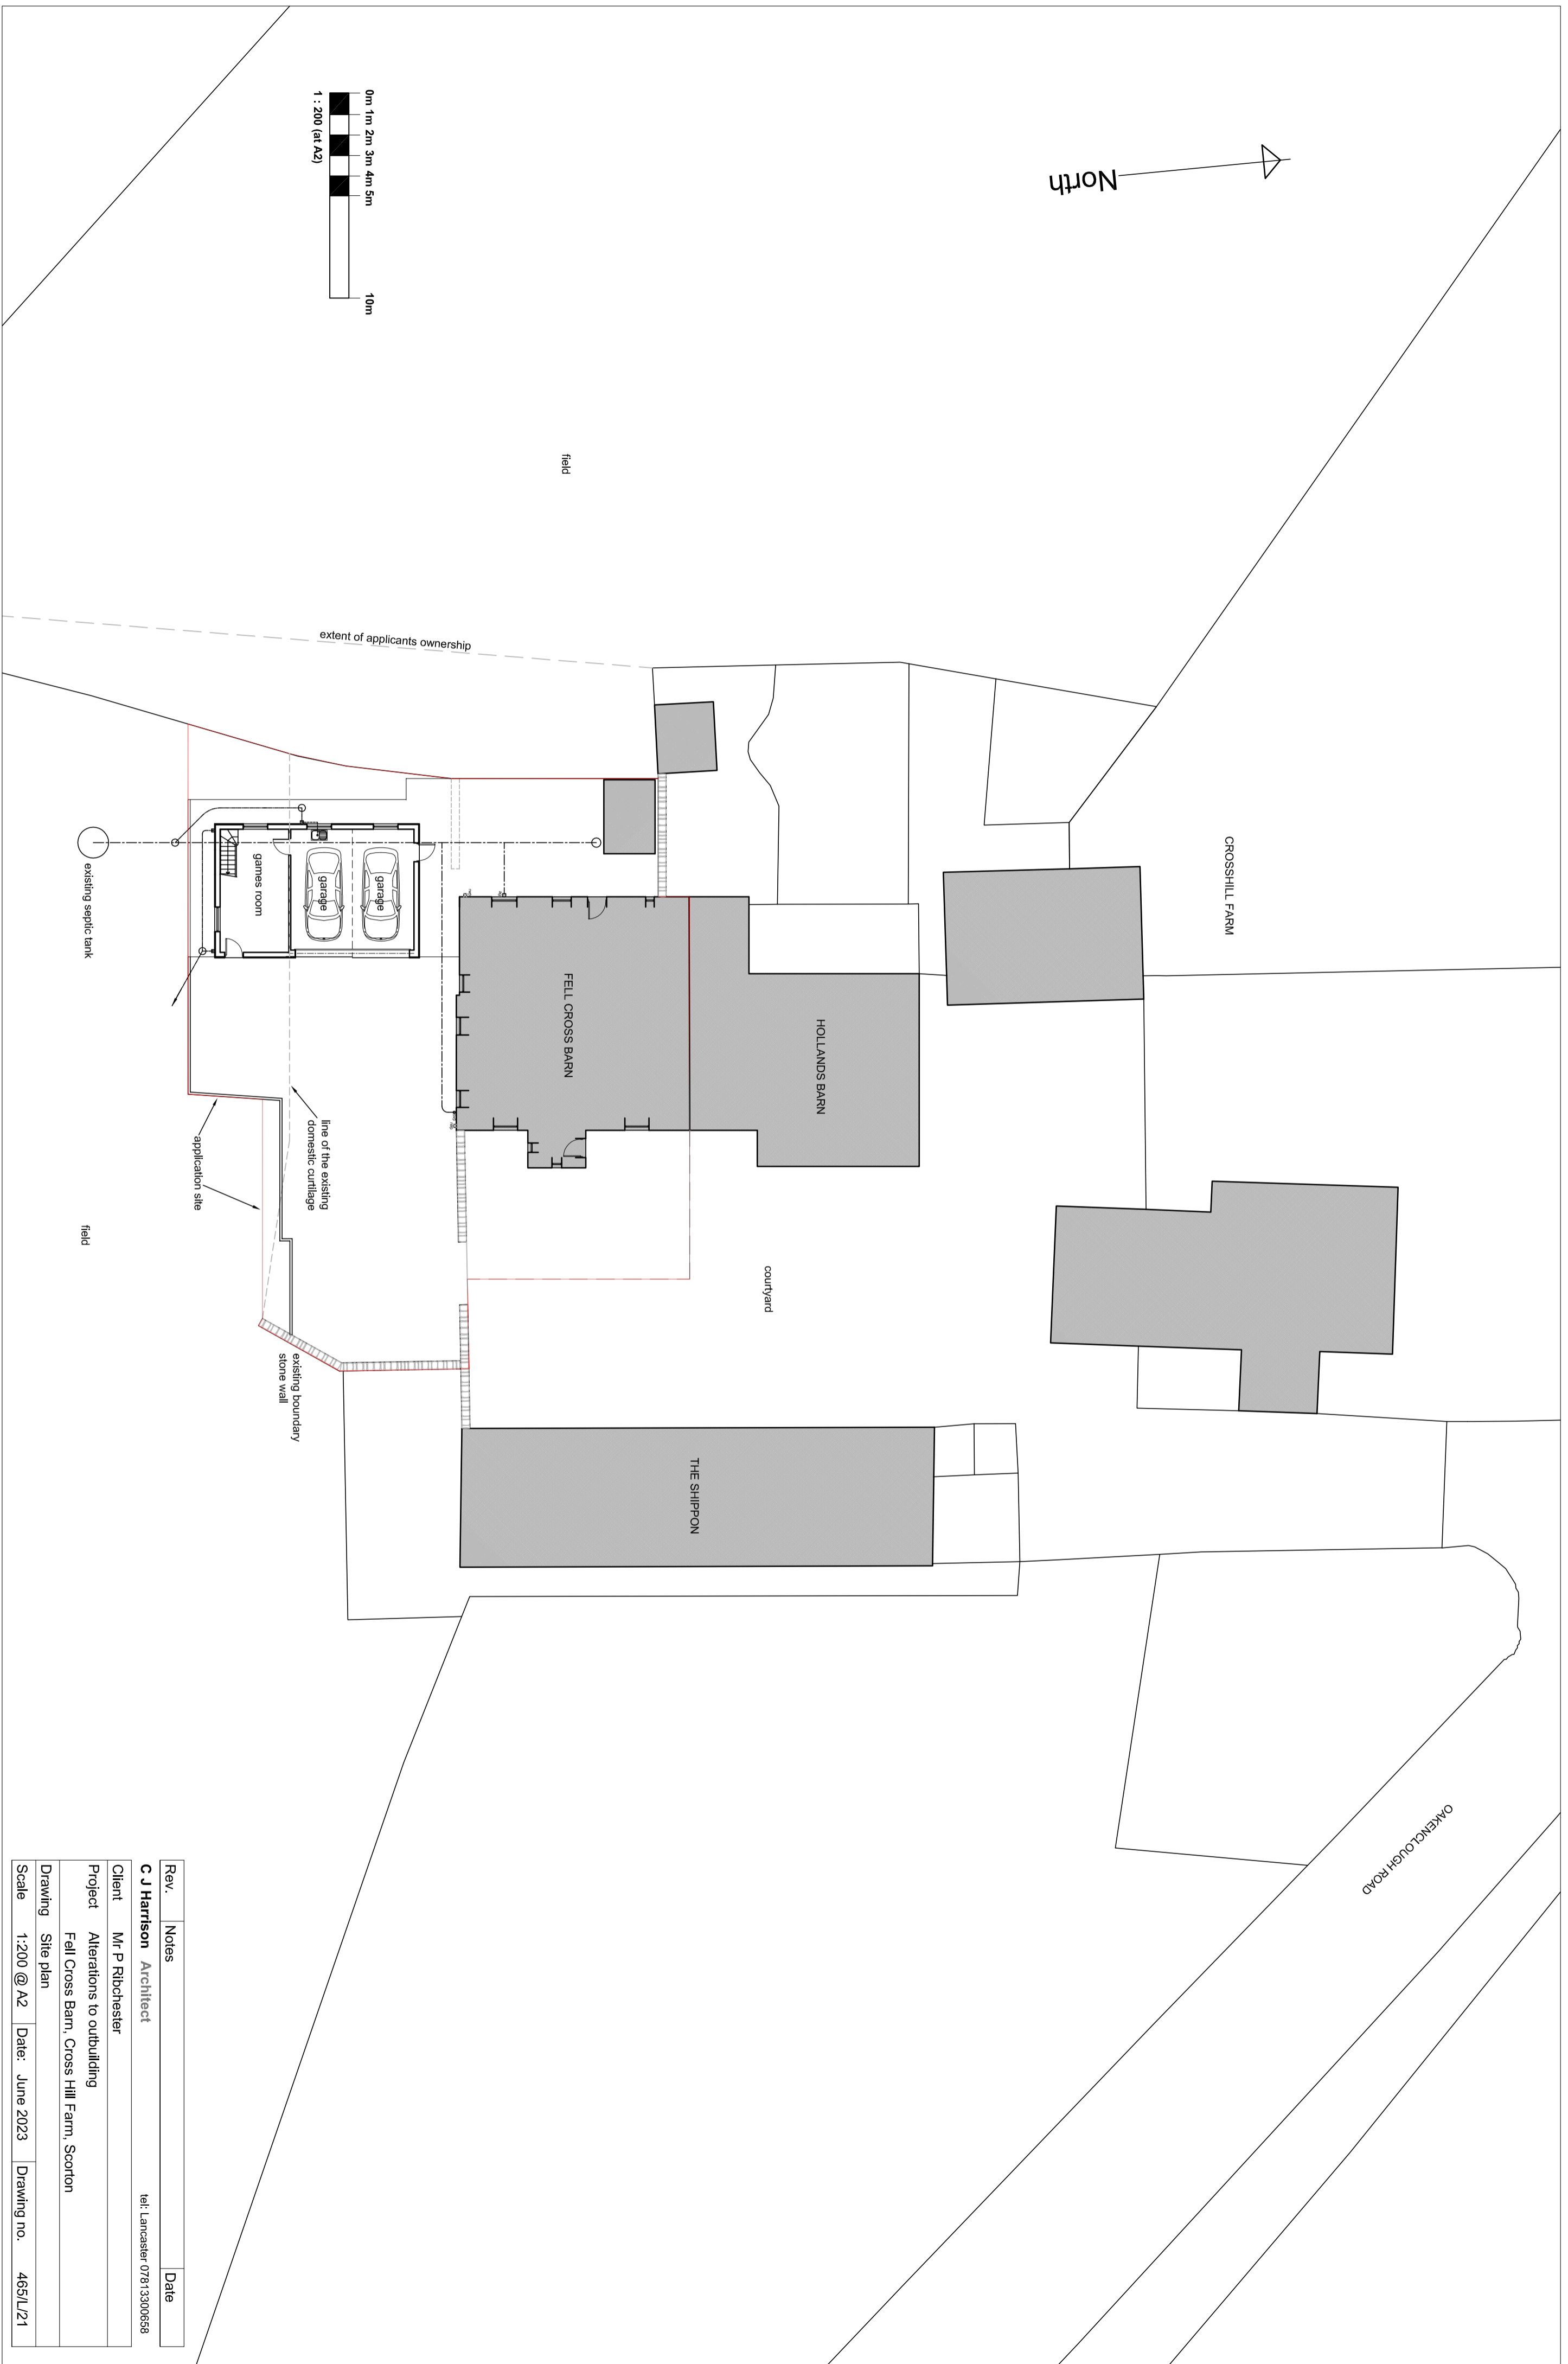 North
0m 1m 2m 3m 4m 5m 10m
1 : 200 (at A2)
field
extent of applicants ownership
CROSSHILL FARM
HOLLANDS BARN
FELL CROSS BARN
garage
garage
games room
existing septic tank
line of the existing
domestic curtilage
application site
field
courtyard
existing boundary
stone wall
THE SHIPPON
OAKENCLOUGH ROAD
Rev. Notes Date
C J Harrison Architect tel: Lancaster 07813300658
Client Mr P Ribchester
Project Alterations to outbuilding
Fell Cross Barn, Cross Hill Farm, Scorton
Drawing Site plan
Scale 1:200 @ A2 Date: June 2023 Drawing no. 465/L/21